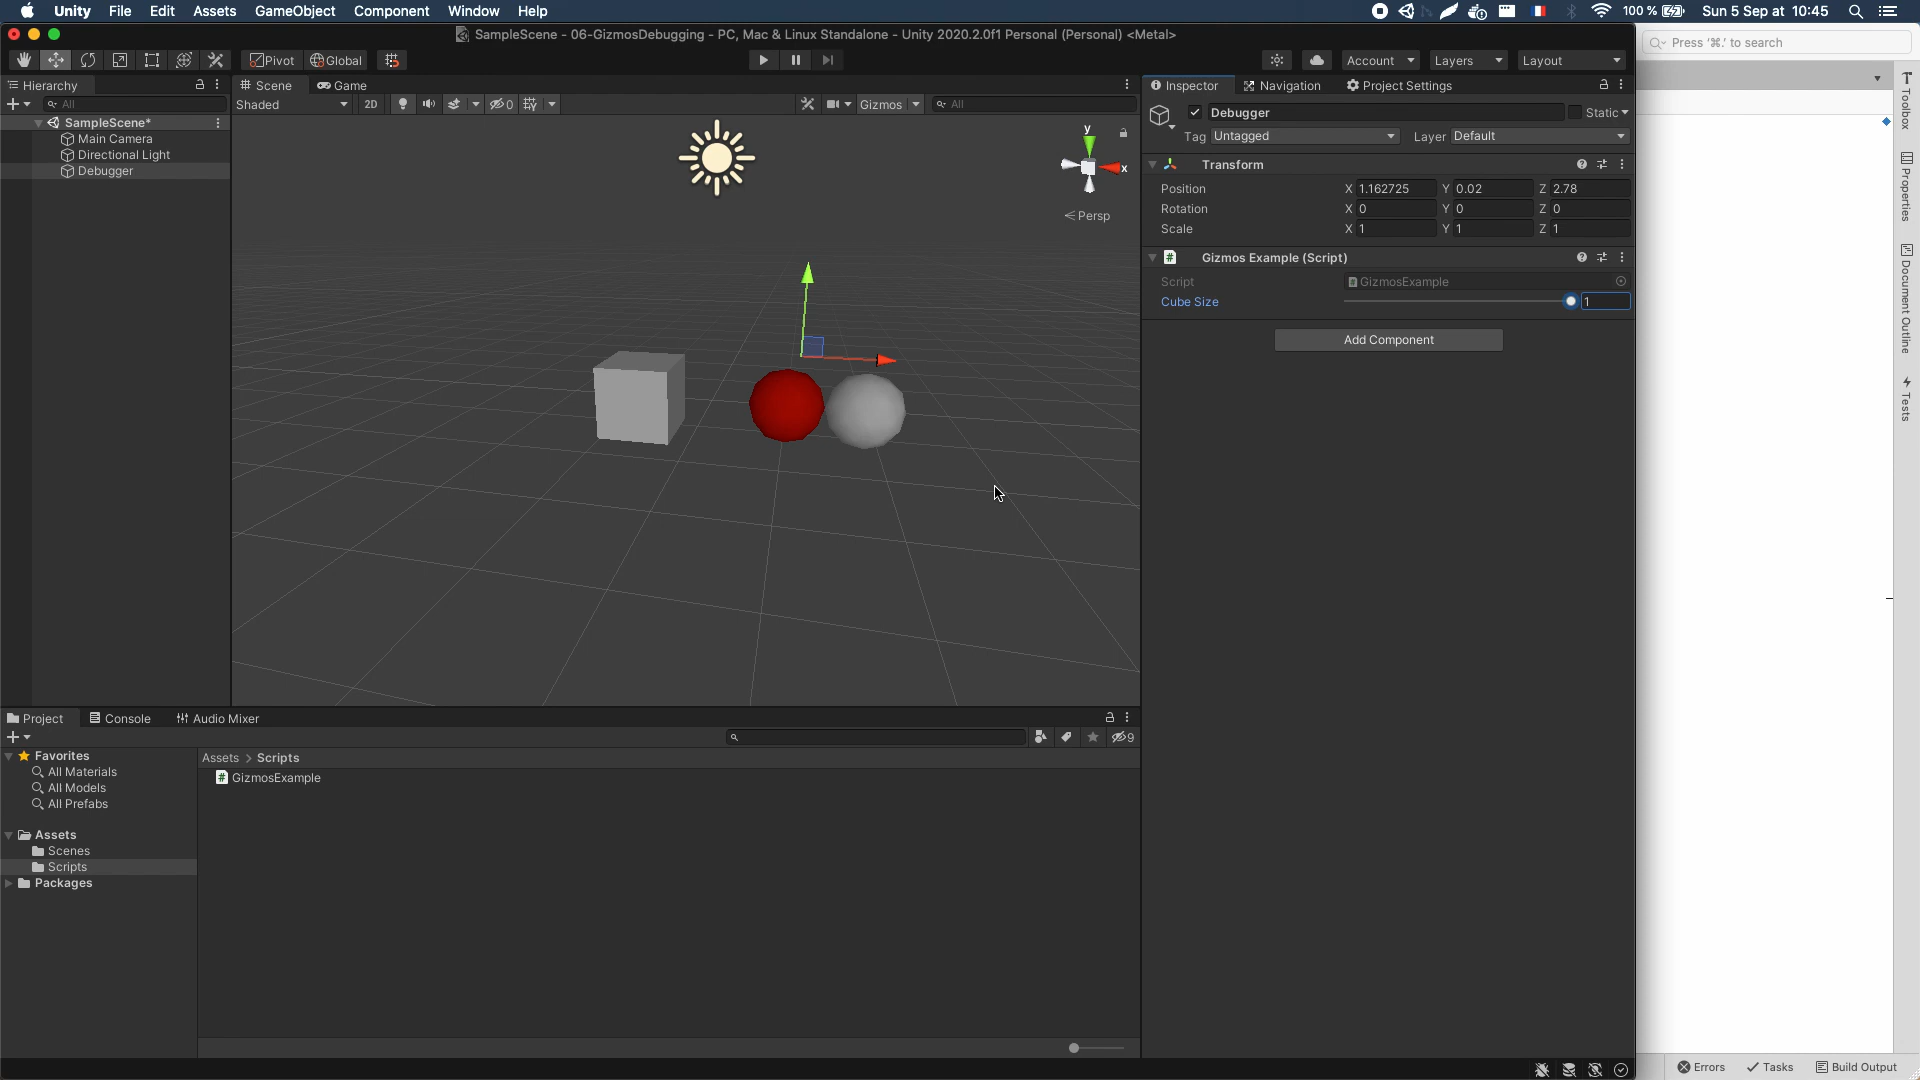 Unity File Edit Assets GameObject Component Window Help
100 % Sun 5 Sep at 10:45
SampleScene - 06-GizmosDebugging - PC, Mac & Linux Standalone - Unity 2020.2.0f1 Personal (Personal) <Metal>
Press '⌘.' to search
Pivot Global
Account Layers Layout
Hierarchy
All
SampleScene*
Main Camera
Directional Light
Debugger
Scene Game
Shaded 2D 0 Gizmos All
y
x
Persp
Inspector Navigation Project Settings
Debugger Static
Tag Untagged Layer Default
Transform
Position X 1.162725 Y 0.02 Z 2.78
Rotation X 0 Y 0 Z 0
Scale X 1 Y 1 Z 1
# Gizmos Example (Script)
Script GizmosExample
Cube Size 1
Add Component
Toolbox
Properties
Document Outline
Tests
Project Console Audio Mixer
9
Favorites
All Materials
All Models
All Prefabs
Assets
Scenes
Scripts
Packages
Assets > Scripts
# GizmosExample
Errors Tasks Build Output